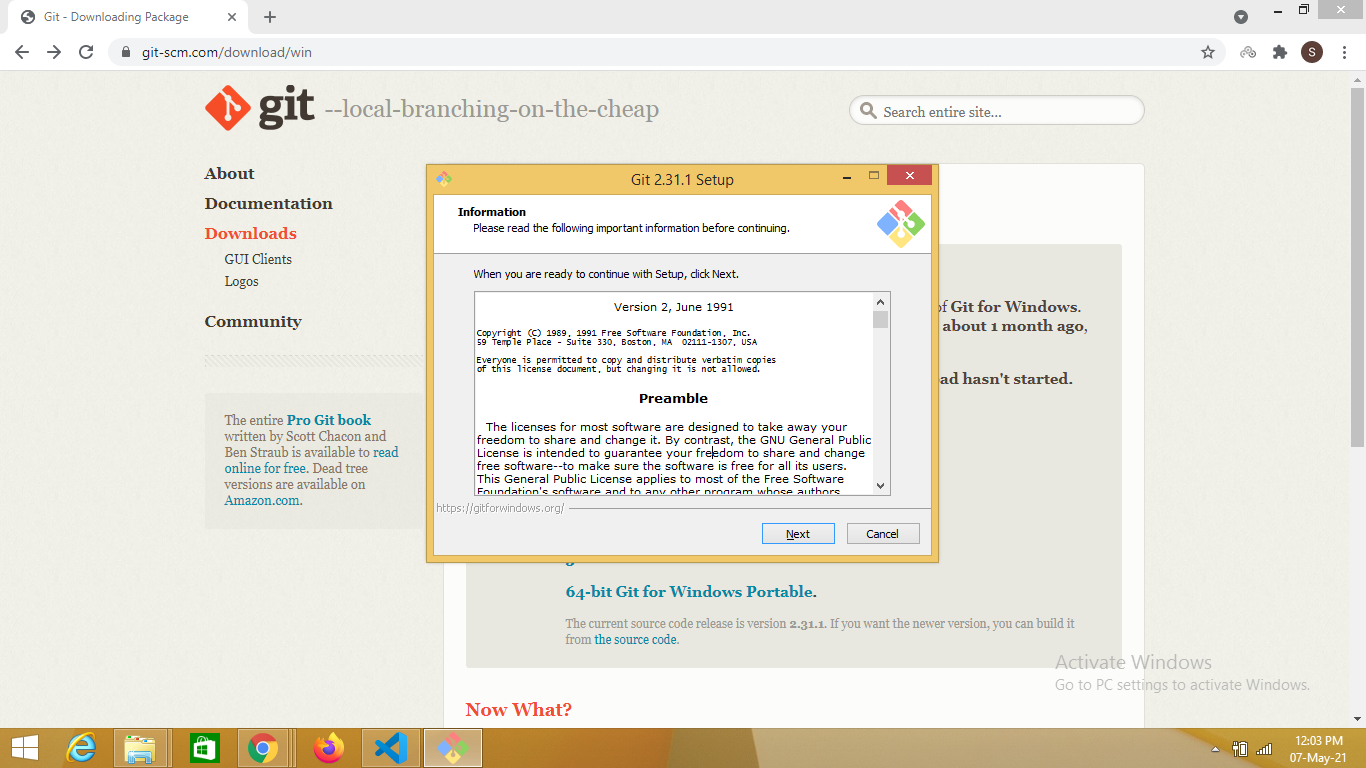 Git - Downloading Package
S
git-scm.com/download/win
git --local-branching-on-the-cheap
Search entire site...
About
Documentation
Downloads
GUI Clients
Logos
Community
The entire Pro Git book
written by Scott Chacon and
Ben Straub is available to read
online for free. Dead tree
versions are available on
Amazon.com.
Git 2.31.1 Setup
Information
Please read the following important information before continuing.
When you are ready to continue with Setup, click Next.
Version 2, June 1991
Copyright (C) 1989, 1991 Free Software Foundation, Inc.
59 Temple Place - Suite 330, Boston, MA 02111-1307, USA
Everyone is permitted to copy and distribute verbatim copies
of this license document, but changing it is not allowed.
Preamble
The licenses for most software are designed to take away your
freedom to share and change it. By contrast, the GNU General Public
License is intended to guarantee your freedom to share and change
free software--to make sure the software is free for all its users.
This General Public License applies to most of the Free Software
Foundation's software and to any other program whose authors
https://gitforwindows.org/
Next
Cancel
of Git for Windows.
about 1 month ago,
ad hasn't started.
64-bit Git for Windows Portable.
The current source code release is version 2.31.1. If you want the newer version, you can build it
from the source code.
Now What?
Activate Windows
Go to PC settings to activate Windows.
12:03 PM
07-May-21